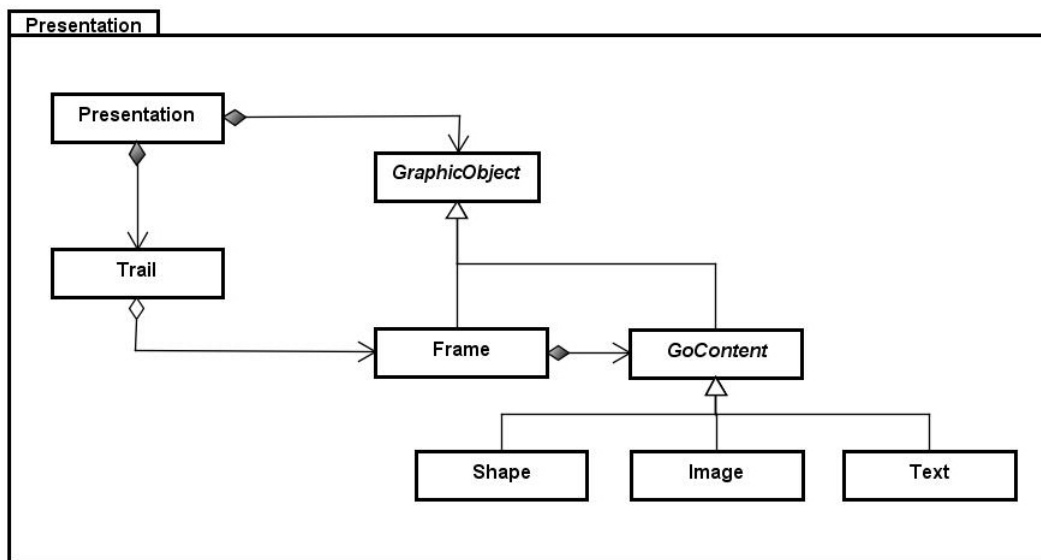 Presentation
Presentation
GraphicObject
Trail
Frame
GoContent
Shape
Image
Text